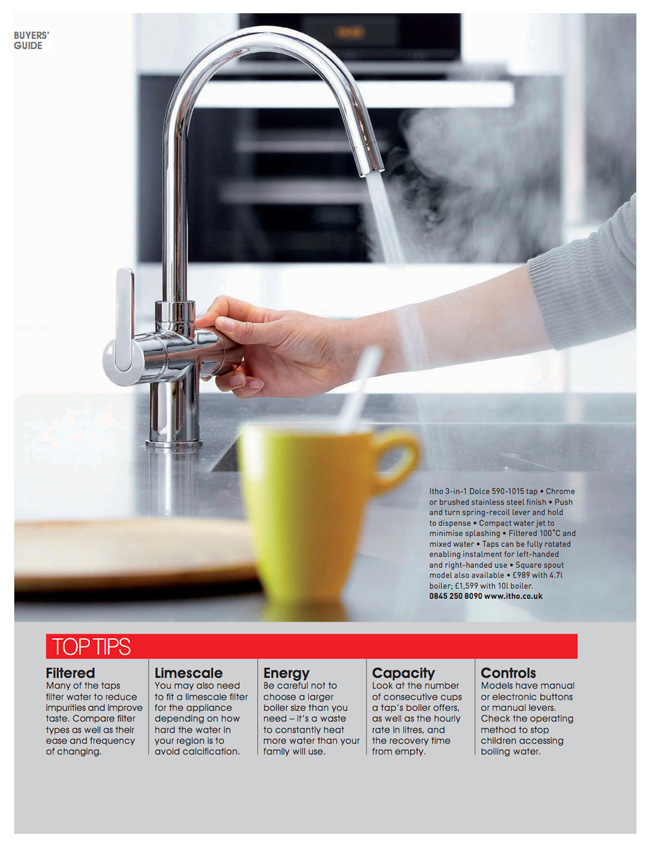 BUYERS'
GUIDE
Itho 3-in-1 Dolce 590-1015 tap • Chrome
or brushed stainless steel finish • Push
and turn spring-recoil lever and hold
to dispense • Compact water jet to
minimise splashing • Filtered 100˚C and
mixed water • Taps can be fully rotated
enabling instalment for left-handed
and right-handed use • Square spout
model also available • £989 with 4.7l
boiler; £1,599 with 10l boiler.
0845 250 8090 www.itho.co.uk
TOP TIPS
Filtered
Many of the taps
filter water to reduce
impurities and improve
taste. Compare filter
types as well as their
ease and frequency
of changing.
Limescale
You may also need
to fit a limescale filter
for the appliance
depending on how
hard the water in
your region is to
avoid calcification.
Energy
Be careful not to
choose a larger
boiler size than you
need – it's a waste
to constantly heat
more water than your
family will use.
Capacity
Look at the number
of consecutive cups
a tap's boiler offers,
as well as the hourly
rate in litres, and
the recovery time
from empty.
Controls
Models have manual
or electronic buttons
or manual levers.
Check the operating
method to stop
children accessing
boiling water.